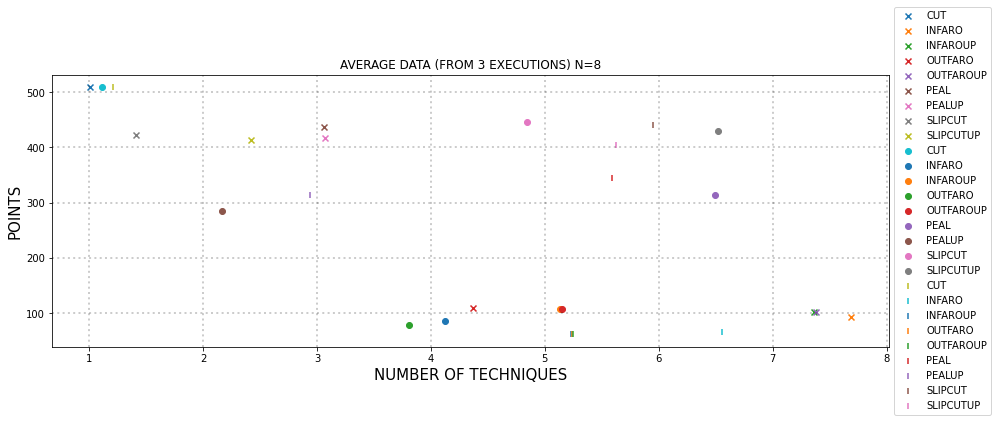 AVERAGE DATA (FROM 3 EXECUTIONS) N=8
POINTS
500
400
300
200
100
1 2 3 4 5 6 7 8
NUMBER OF TECHNIQUES
CUT
INFARO
INFAROUP
OUTFARO
OUTFAROUP
PEAL
PEALUP
SLIPCUT
SLIPCUTUP
CUT
INFARO
INFAROUP
OUTFARO
OUTFAROUP
PEAL
PEALUP
SLIPCUT
SLIPCUTUP
CUT
INFARO
INFAROUP
OUTFARO
OUTFAROUP
PEAL
PEALUP
SLIPCUT
SLIPCUTUP